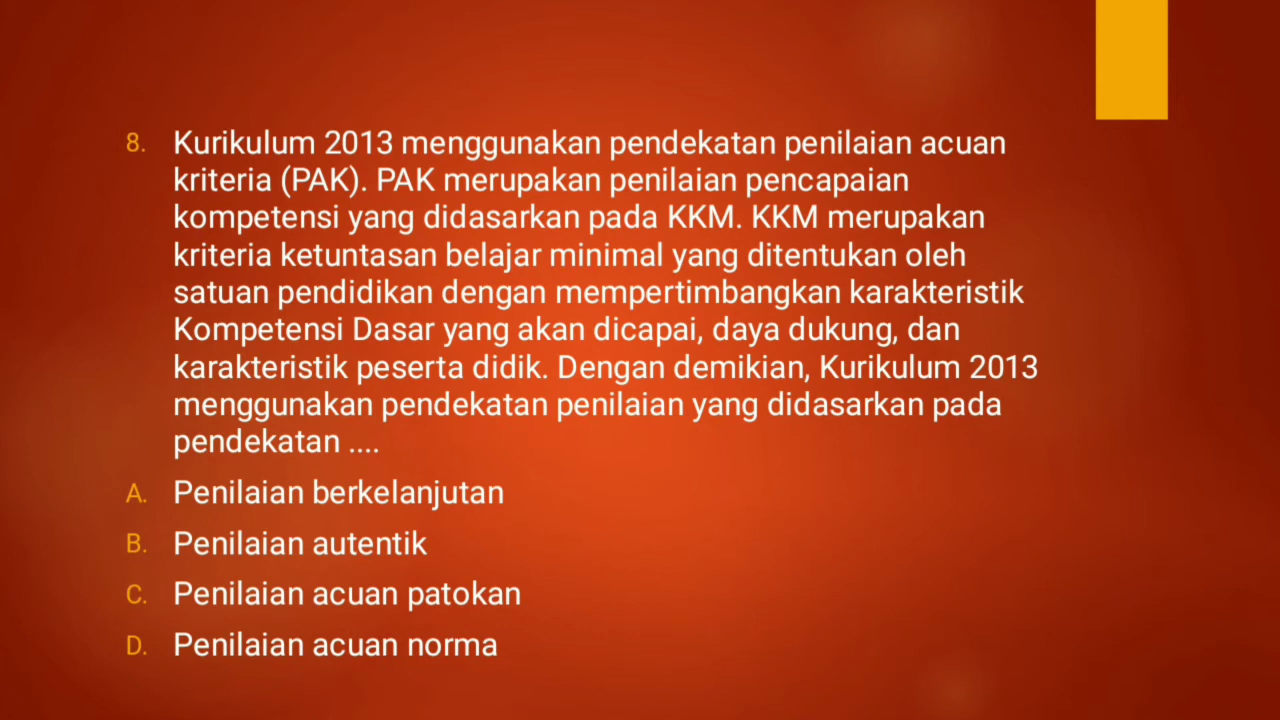 8. Kurikulum 2013 menggunakan pendekatan penilaian acuan
kriteria (PAK). PAK merupakan penilaian pencapaian
kompetensi yang didasarkan pada KKM. KKM merupakan
kriteria ketuntasan belajar minimal yang ditentukan oleh
satuan pendidikan dengan mempertimbangkan karakteristik
Kompetensi Dasar yang akan dicapai, daya dukung, dan
karakteristik peserta didik. Dengan demikian, Kurikulum 2013
menggunakan pendekatan penilaian yang didasarkan pada
pendekatan ....
A. Penilaian berkelanjutan
B. Penilaian autentik
C. Penilaian acuan patokan
D. Penilaian acuan norma